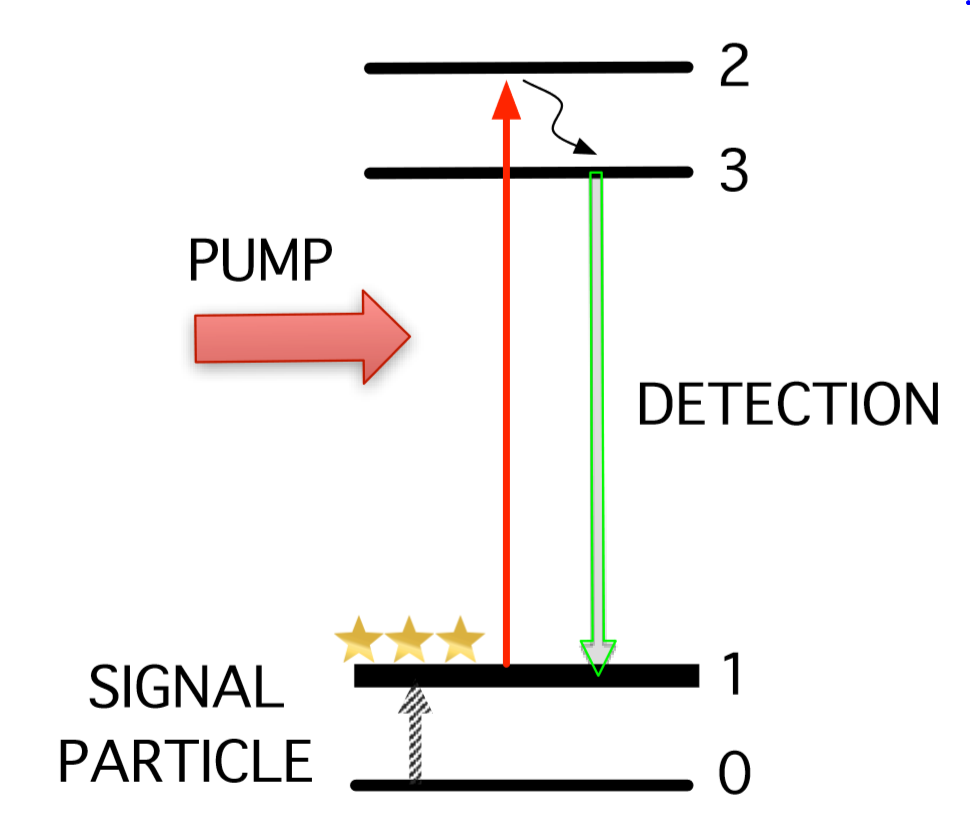 2
3
PUMP
DETECTION
SIGNAL
PARTICLE
1
0